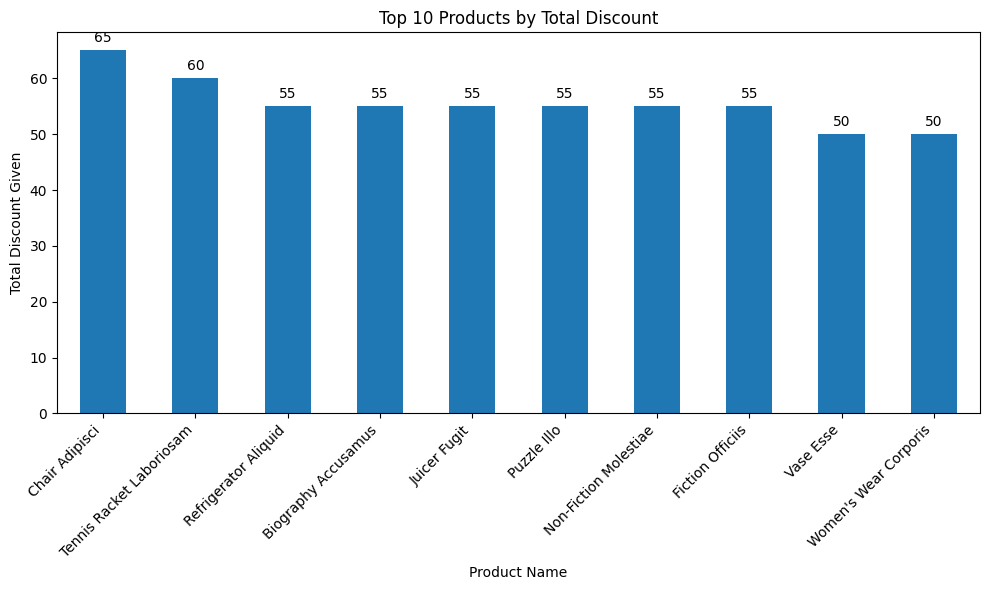 Top 10 Products by Total Discount
65
60
55
55
55
55
55
55
50
50
Total Discount Given
60
50
40
30
20
10
0
Chair Adipisci
Tennis Racket Laboriosam
Refrigerator Aliquid
Biography Accusamus
Juicer Fugit
Puzzle Illo
Non-Fiction Molestiae
Fiction Officiis
Vase Esse
Women's Wear Corporis
Product Name